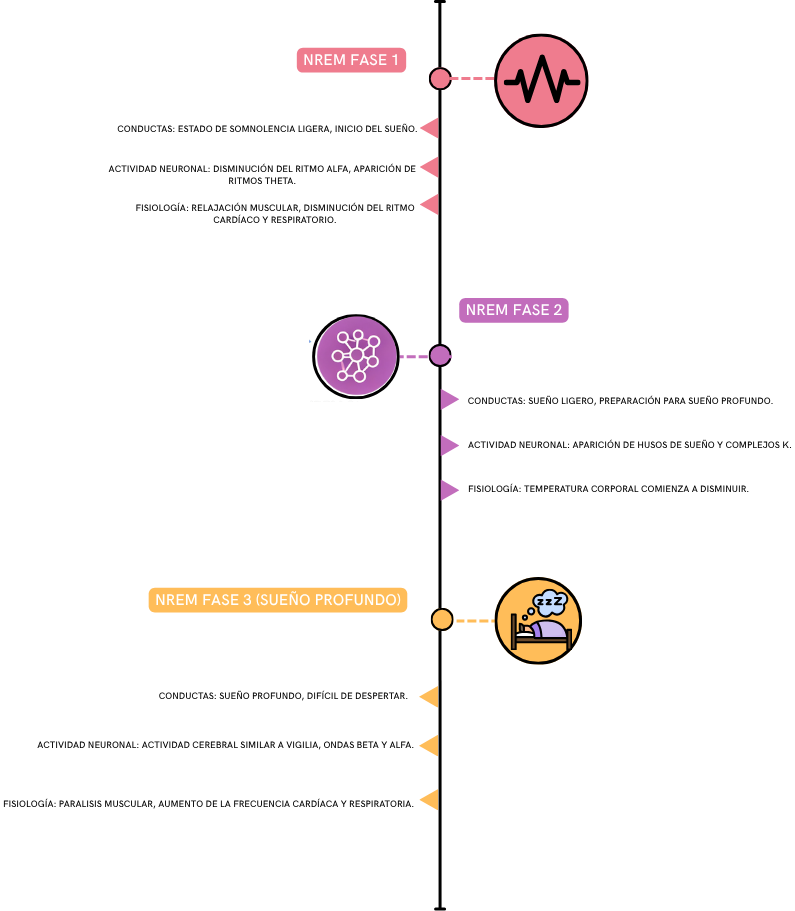 NREM FASE 1
CONDUCTAS: ESTADO DE SOMNOLENCIA LIGERA, INICIO DEL SUEÑO.
ACTIVIDAD NEURONAL: DISMINUCIÓN DEL RITMO ALFA, APARICIÓN DE
RITMOS THETA.
FISIOLOGÍA: RELAJACIÓN MUSCULAR, DISMINUCIÓN DEL RITMO
CARDÍACO Y RESPIRATORIO.
NREM FASE 2
CONDUCTAS: SUEÑO LIGERO, PREPARACIÓN PARA SUEÑO PROFUNDO.
ACTIVIDAD NEURONAL: APARICIÓN DE HUSOS DE SUEÑO Y COMPLEJOS K.
FISIOLOGÍA: TEMPERATURA CORPORAL COMIENZA A DISMINUIR.
NREM FASE 3 (SUEÑO PROFUNDO)
zzZ
CONDUCTAS: SUEÑO PROFUNDO, DIFÍCIL DE DESPERTAR.
ACTIVIDAD NEURONAL: ACTIVIDAD CEREBRAL SIMILAR A VIGILIA, ONDAS BETA Y ALFA.
FISIOLOGÍA: PARALISIS MUSCULAR, AUMENTO DE LA FRECUENCIA CARDÍACA Y RESPIRATORIA.